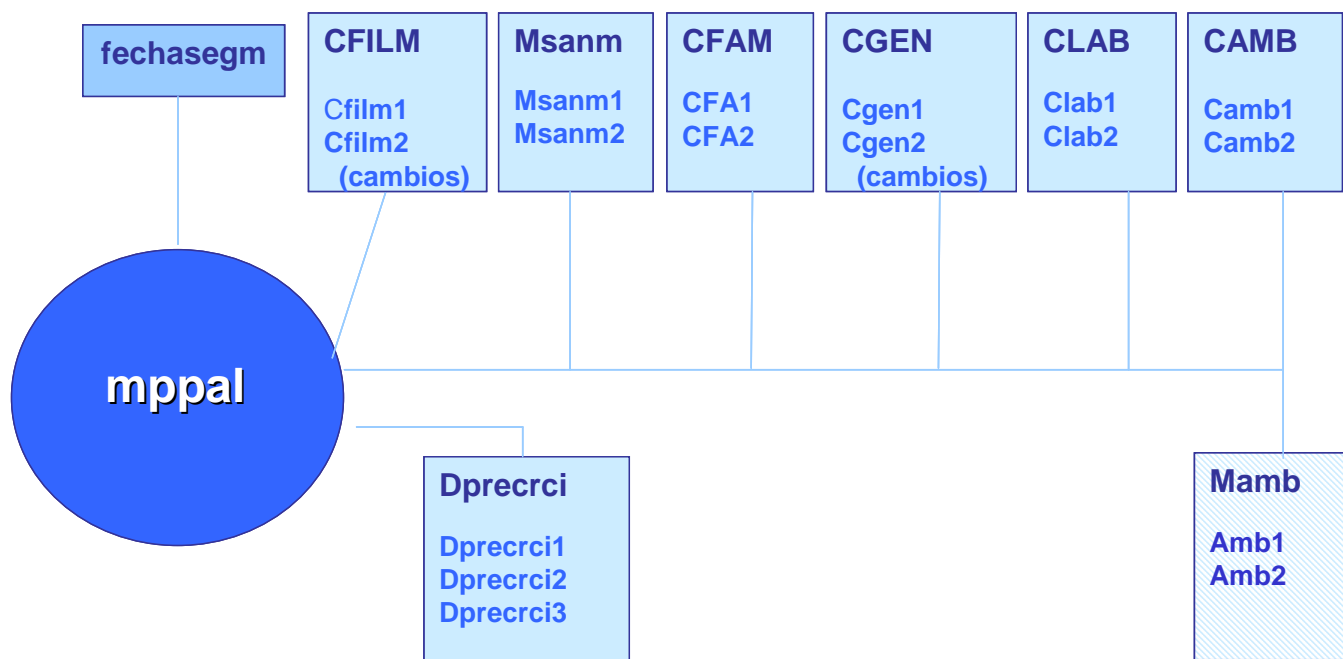 fechasegm
CFILM
Cfilm1
Cfilm2
(cambios)
Msanm
Msanm1
Msanm2
CFAM
CFA1
CFA2
CGEN
Cgen1
Cgen2
(cambios)
CLAB
Clab1
Clab2
CAMB
Camb1
Camb2
mppal
Dprecrci
Dprecrci1
Dprecrci2
Dprecrci3
Mamb
Amb1
Amb2